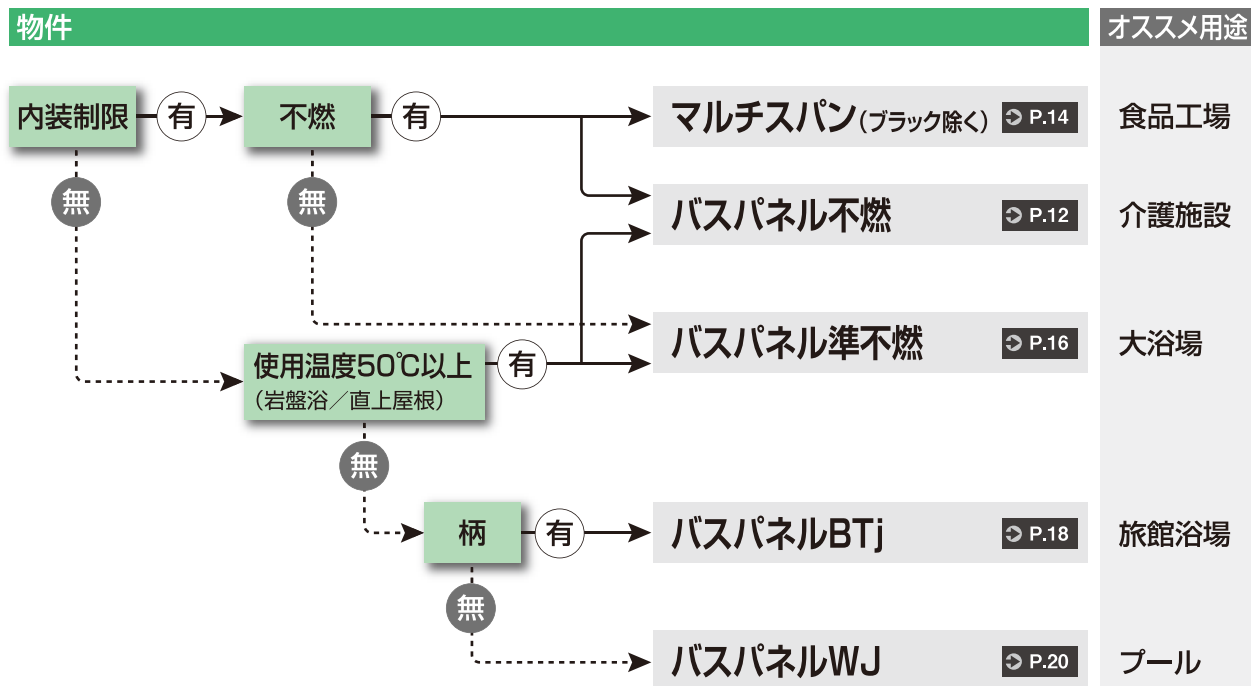 物件
オススメ用途
内装制限
有
不燃
有
マルチスパン(ブラック除く)
P.14
食品工場
無
無
バスパネル不燃
P.12
介護施設
バスパネル準不燃
P.16
大浴場
使用温度50℃以上
(岩盤浴／直上屋根)
有
無
柄
有
バスパネルBTj
P.18
旅館浴場
無
バスパネルWJ
P.20
プール